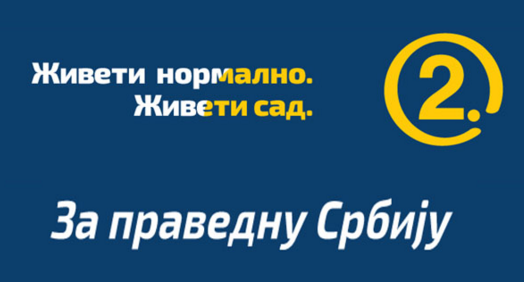 Живети нормално.
Живети сад.
2.
За праведну Србију